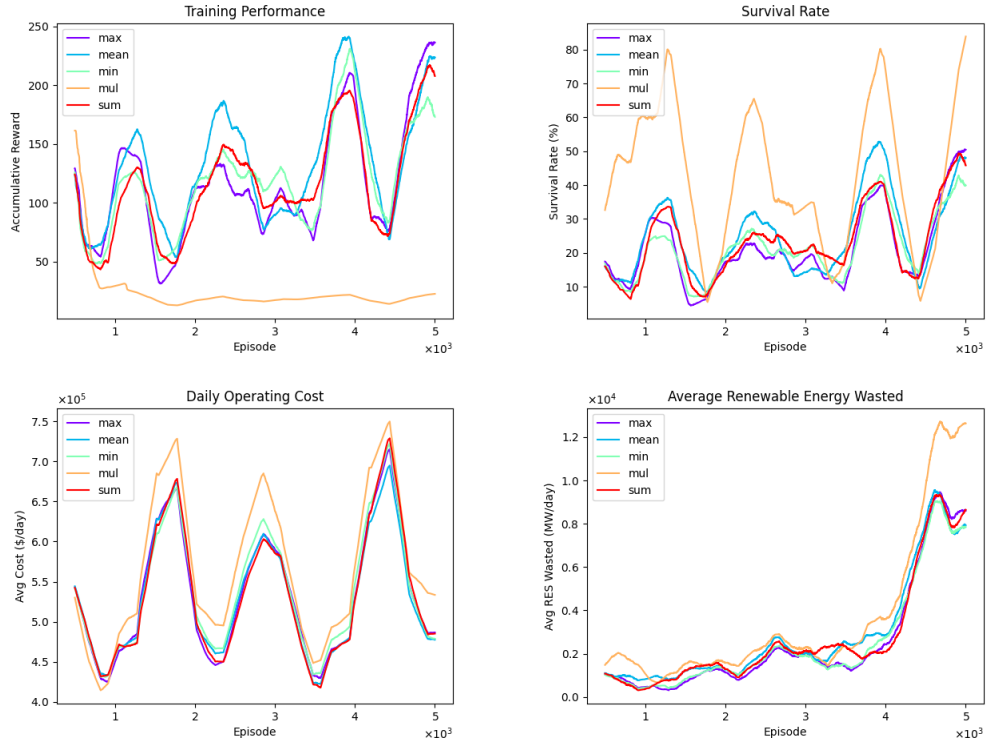 Training Performance
250
200
150
100
50
Accumulative Reward
max
mean
min
mul
sum
1
2
3
4
5
Episode
×10³
Survival Rate
80
70
60
50
40
30
20
10
Survival Rate (%)
max
mean
min
mul
sum
1
2
3
4
5
Episode
×10³
Daily Operating Cost
×10⁵
7.5
7.0
6.5
6.0
5.5
5.0
4.5
4.0
Avg Cost ($/day)
max
mean
min
mul
sum
1
2
3
4
5
Episode
×10³
Average Renewable Energy Wasted
×10⁴
1.2
1.0
0.8
0.6
0.4
0.2
0.0
Avg RES Wasted (MW/day)
max
mean
min
mul
sum
1
2
3
4
5
Episode
×10³